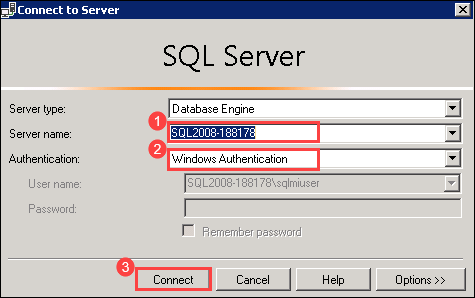 Connect to Server
SQL Server
Server type: Database Engine
1
Server name: SQL2008-188178
2
Authentication: Windows Authentication
User name: SQL2008-188178\sqlmiuser
Password:
Remember password
3
Connect Cancel Help Options >>